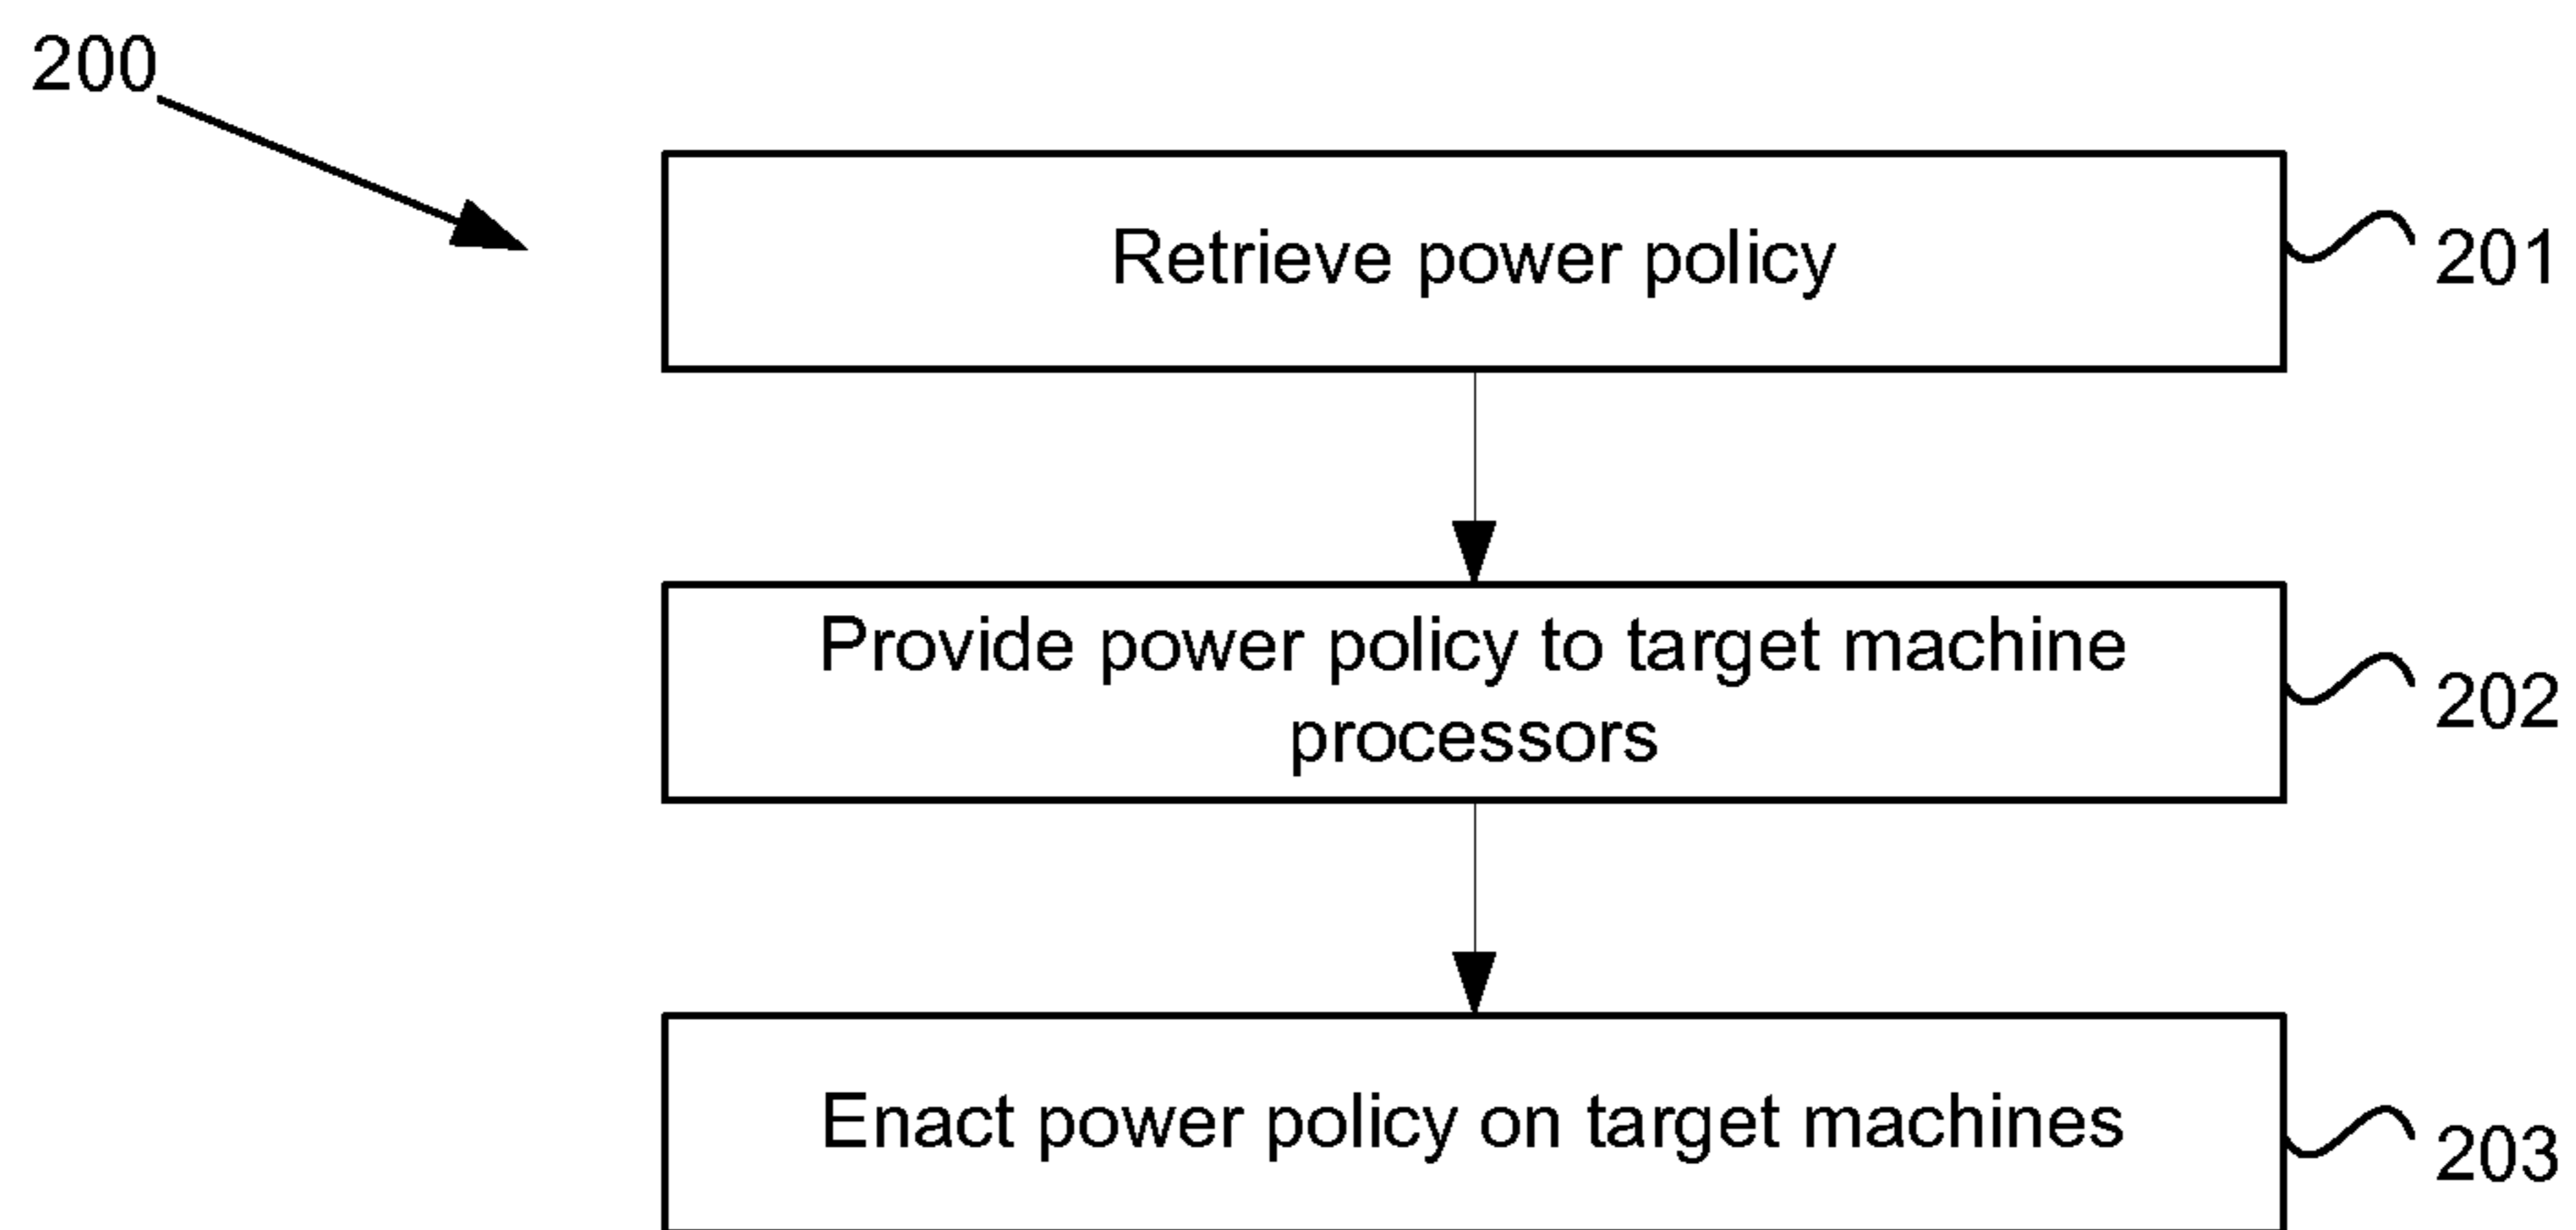 200
Retrieve power policy
201
Provide power policy to target machine
processors
202
Enact power policy on target machines
203